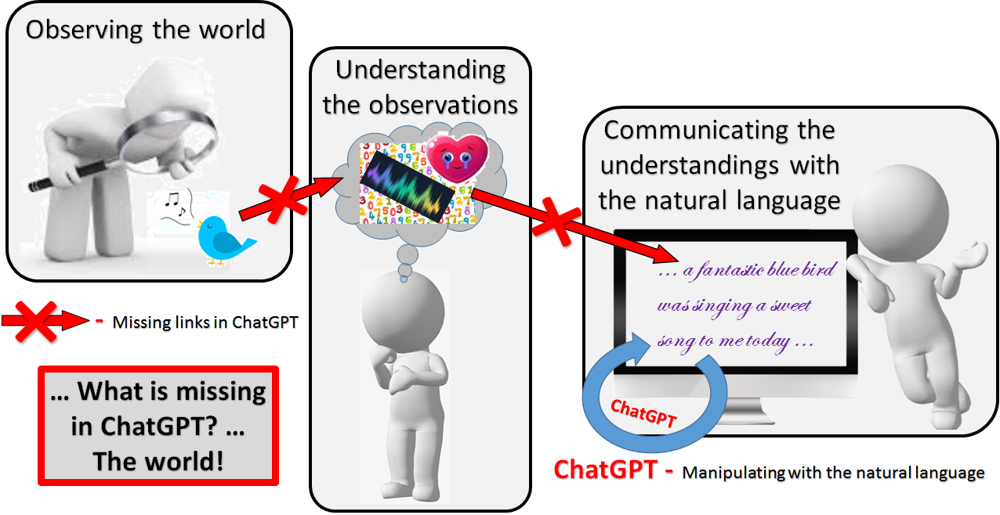 Observing the world
Understanding
the observations
Communicating the
understandings with
the natural language
... a fantastic blue bird
was singing a sweet
song to me today ...
- Missing links in ChatGPT
... What is missing
in ChatGPT? ...
The world!
ChatGPT
ChatGPT - Manipulating with the natural language